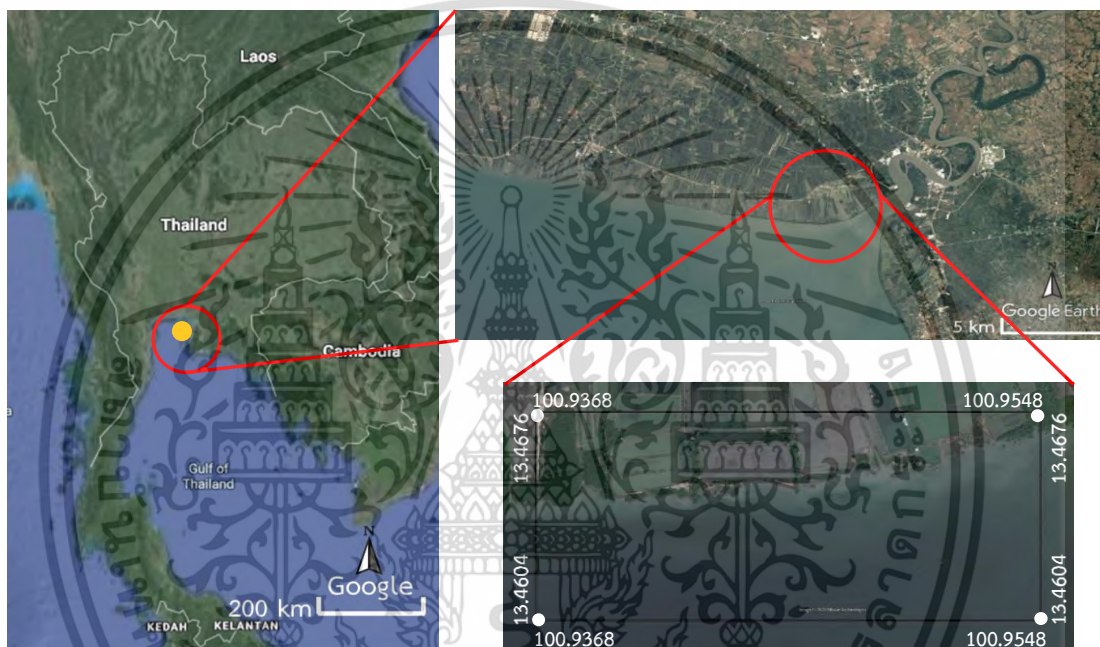 Laos
Thailand
Cambodia
Gulf of
Thailand
N
Google
200 km
KEDAH
KELANTAN
N
Google Earth
5 km
100.9368
100.9548
13.4676
13.4676
13.4604
13.4604
100.9368
100.9548